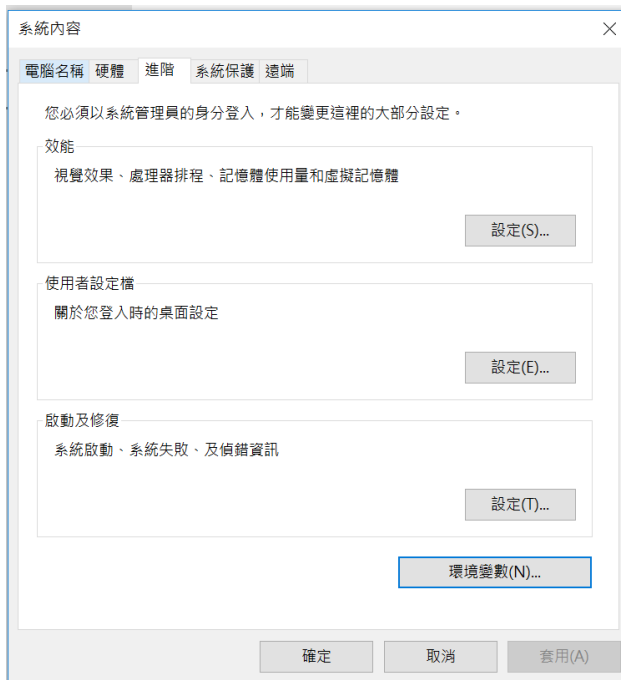 系統內容
電腦名稱 硬體 進階 系統保護 遠端
您必須以系統管理員的身分登入，才能變更這裡的大部分設定。
效能
視覺效果、處理器排程、記憶體使用量和虛擬記憶體
設定(S)...
使用者設定檔
關於您登入時的桌面設定
設定(E)...
啟動及修復
系統啟動、系統失敗、及偵錯資訊
設定(T)...
環境變數(N)...
確定 取消 套用(A)